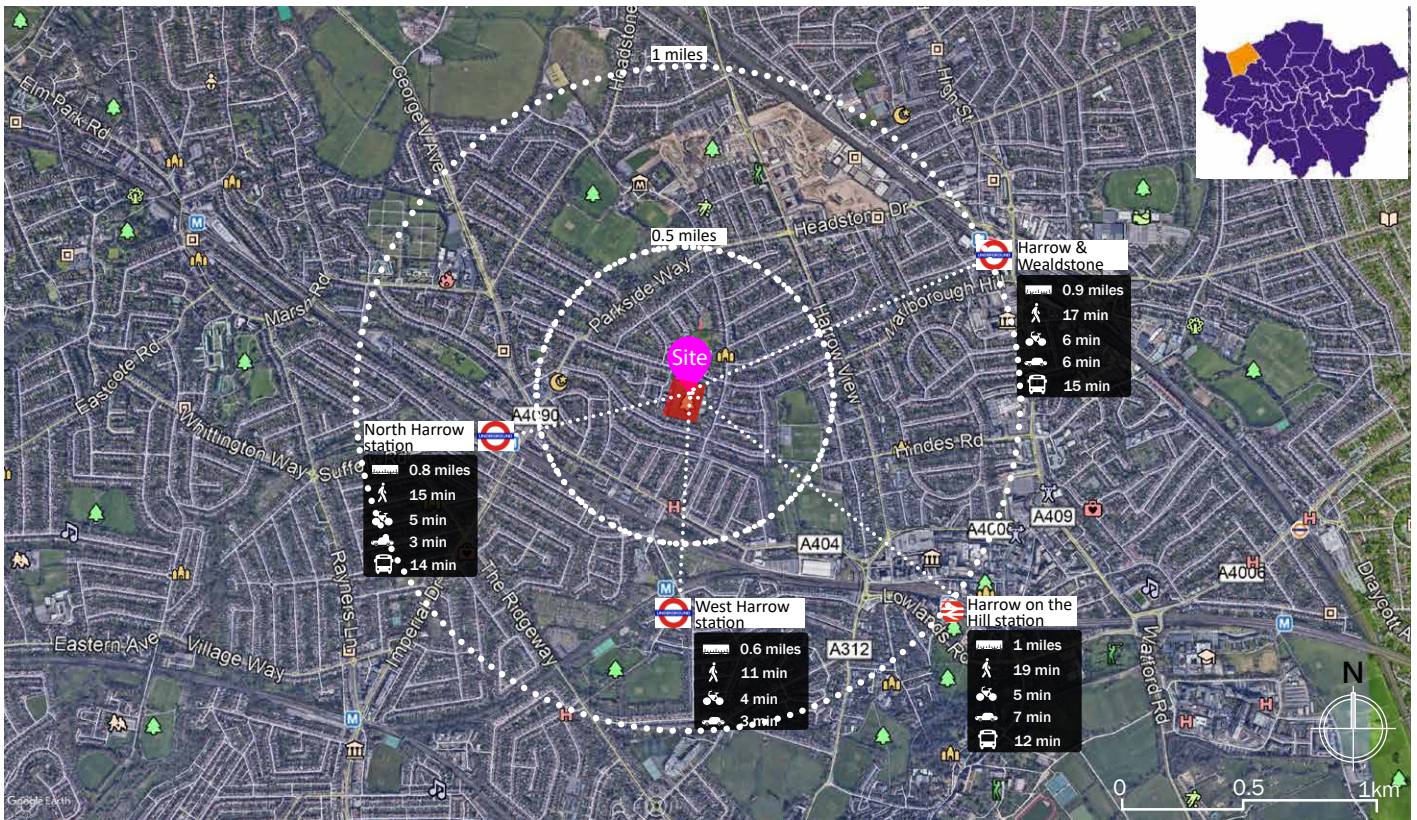 1 miles
Headstone
George V Ave
High St
Elm Park Rd
0.5 miles
Headstone Dr
Harrow &
Wealdstone
0.9 miles
17 min
6 min
6 min
15 min
Parkside Way
Marlborough Hill
Harrow View
Marsh Rd
Eastcote Rd
Site
A4090
North Harrow
station
0.8 miles
15 min
5 min
3 min
14 min
UNDERGROUND
Whittington Way
Hindes Rd
A409
A404
A4006
A4006
Rayners Ln
Imperial Dr
The Ridgeway
West Harrow
station
0.6 miles
11 min
4 min
3 min
Lowlands Rd
Harrow on the
Hill station
1 miles
19 min
5 min
7 min
12 min
A312
Eastern Ave
Village Way
Watford Rd
Draycott A
N
0
0.5
1km
Google Earth